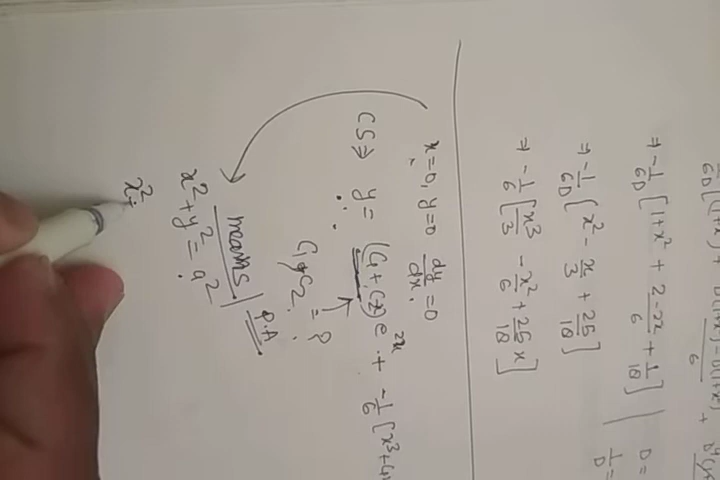 ⇒ -1/6D [1+x² + 2-2x/6 + 1/18] | D =
⇒ -1/6D [x² - x/3 + 25/18] 1/D =
⇒ -1/6 [x³/3 - x²/6 + 25/18 x]
x=0, y=0 dy/dx=0
CS⇒ y = (C₁+C₂x)e^2x + -1/6 [x³+
C₁ & C₂ = ?
means | P.A
x²+y²=a²
x²+